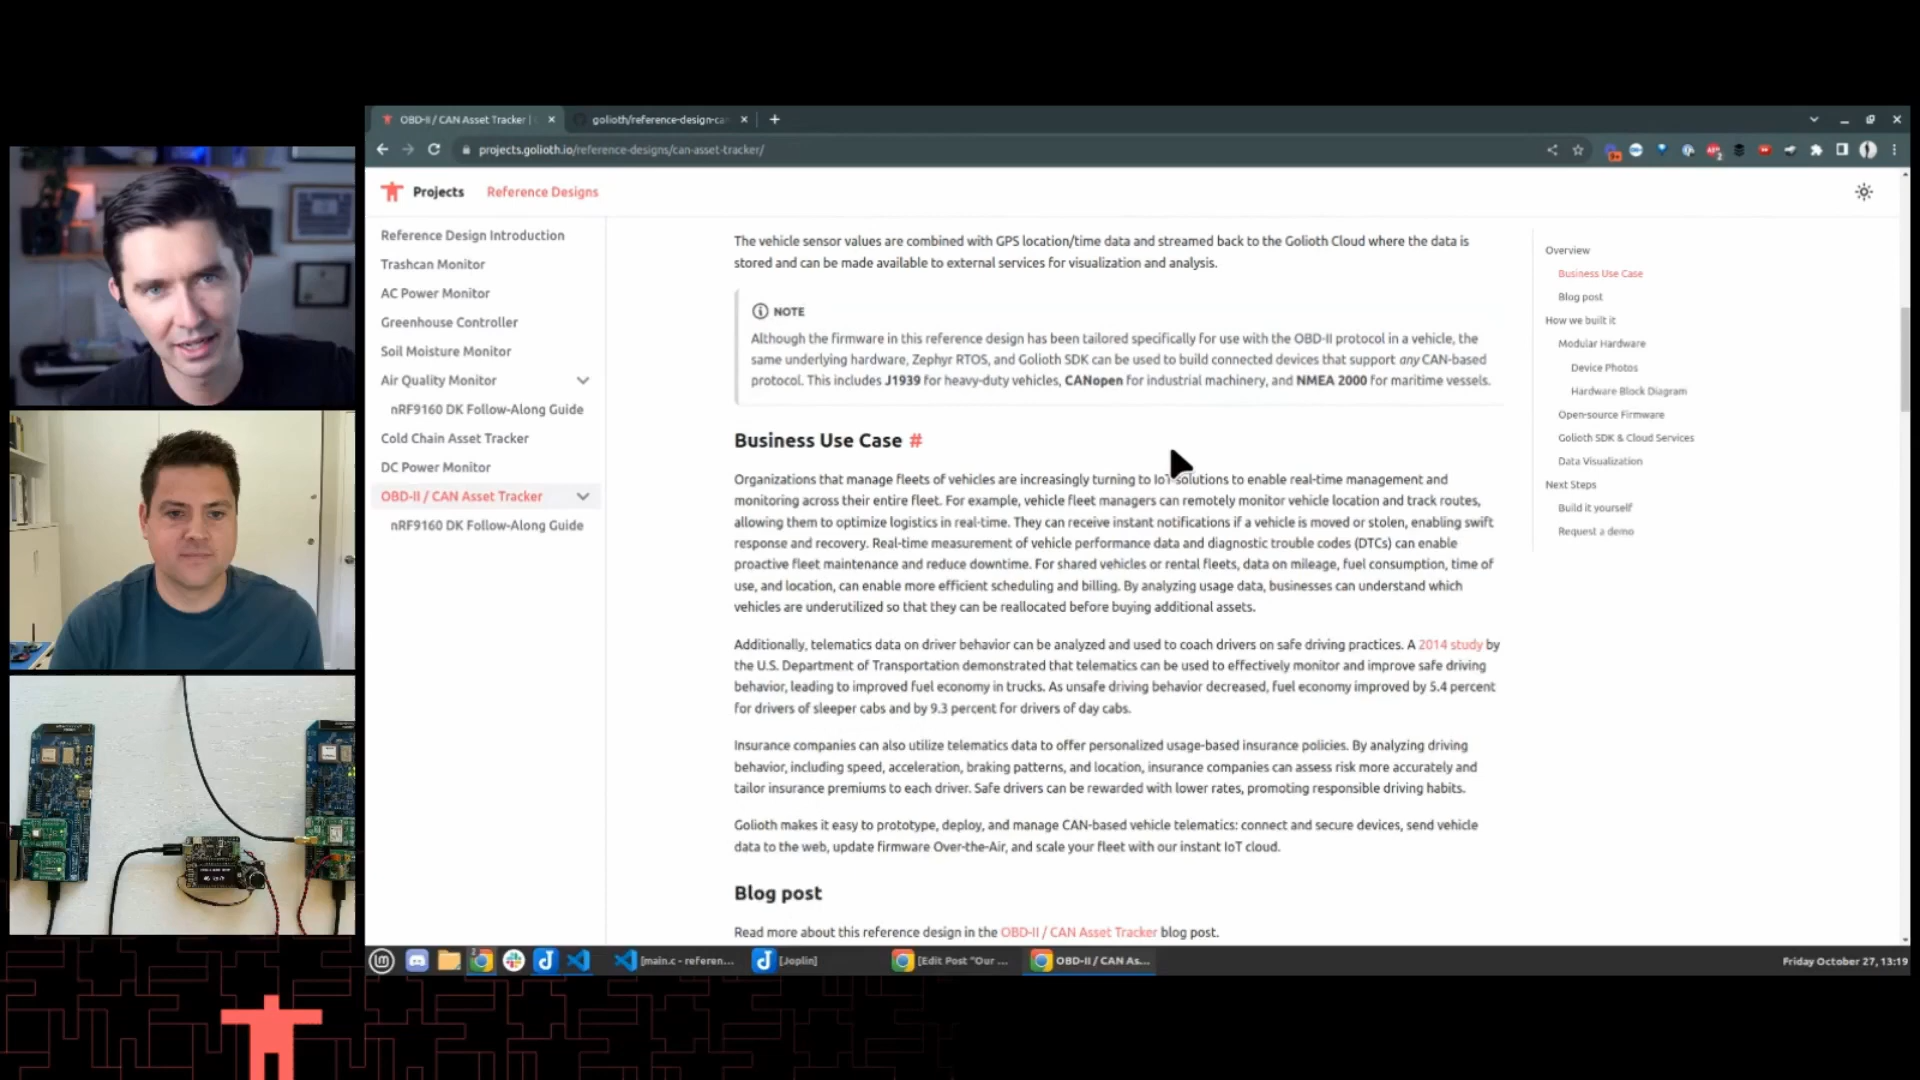 OBD-II / CAN Asset Tracker |
golioth/reference-design-can
projects.golioth.io/reference-designs/can-asset-tracker/
Projects
Reference Designs
Reference Design Introduction
Trashcan Monitor
AC Power Monitor
Greenhouse Controller
Soil Moisture Monitor
Air Quality Monitor
nRF9160 DK Follow-Along Guide
Cold Chain Asset Tracker
DC Power Monitor
OBD-II / CAN Asset Tracker
nRF9160 DK Follow-Along Guide
The vehicle sensor values are combined with GPS location/time data and streamed back to the Golioth Cloud where the data is
stored and can be made available to external services for visualization and analysis.
NOTE
Although the firmware in this reference design has been tailored specifically for use with the OBD-II protocol in a vehicle, the
same underlying hardware, Zephyr RTOS, and Golioth SDK can be used to build connected devices that support any CAN-based
protocol. This includes J1939 for heavy-duty vehicles, CANopen for industrial machinery, and NMEA 2000 for maritime vessels.
Business Use Case #
Organizations that manage fleets of vehicles are increasingly turning to IoT solutions to enable real-time management and
monitoring across their entire fleet. For example, vehicle fleet managers can remotely monitor vehicle location and track routes,
allowing them to optimize logistics in real-time. They can receive instant notifications if a vehicle is moved or stolen, enabling swift
response and recovery. Real-time measurement of vehicle performance data and diagnostic trouble codes (DTCs) can enable
proactive fleet maintenance and reduce downtime. For shared vehicles or rental fleets, data on mileage, fuel consumption, time of
use, and location, can enable more efficient scheduling and billing. By analyzing usage data, businesses can understand which
vehicles are underutilized so that they can be reallocated before buying additional assets.
Additionally, telematics data on driver behavior can be analyzed and used to coach drivers on safe driving practices. A 2014 study by
the U.S. Department of Transportation demonstrated that telematics can be used to effectively monitor and improve safe driving
behavior, leading to improved fuel economy in trucks. As unsafe driving behavior decreased, fuel economy improved by 5.4 percent
for drivers of sleeper cabs and by 9.3 percent for drivers of day cabs.
Insurance companies can also utilize telematics data to offer personalized usage-based insurance policies. By analyzing driving
behavior, including speed, acceleration, braking patterns, and location, insurance companies can assess risk more accurately and
tailor insurance premiums to each driver. Safe drivers can be rewarded with lower rates, promoting responsible driving habits.
Golioth makes it easy to prototype, deploy, and manage CAN-based vehicle telematics: connect and secure devices, send vehicle
data to the web, update firmware Over-the-Air, and scale your fleet with our instant IoT cloud.
Blog post
Read more about this reference design in the OBD-II / CAN Asset Tracker blog post.
Overview
Business Use Case
Blog post
How we built it
Modular Hardware
Device Photos
Hardware Block Diagram
Open-source Firmware
Golioth SDK & Cloud Services
Data Visualization
Next Steps
Build it yourself
Request a demo
[main.c - referen...
[Joplin]
[Edit Post "Our ...
OBD-II / CAN As...
Friday October 27, 13:19